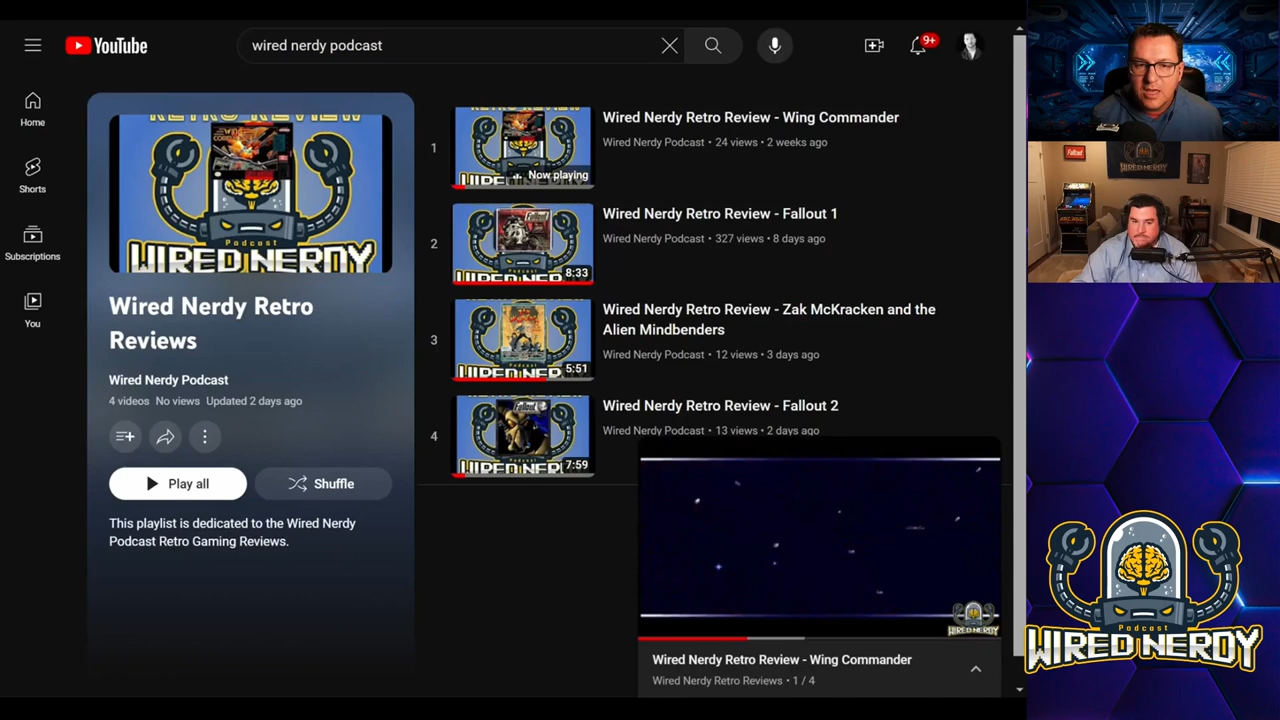 YouTube
wired nerdy podcast
9+
Home
Shorts
Subscriptions
You
RETRO REVIEW
Podcast
WIRED NERDY
Wired Nerdy Retro
Reviews
Wired Nerdy Podcast
4 videos No views Updated 2 days ago
Play all
Shuffle
This playlist is dedicated to the Wired Nerdy
Podcast Retro Gaming Reviews.
1
Now playing
Wired Nerdy Retro Review - Wing Commander
Wired Nerdy Podcast • 24 views • 2 weeks ago
2
8:33
Wired Nerdy Retro Review - Fallout 1
Wired Nerdy Podcast • 327 views • 8 days ago
3
5:51
Wired Nerdy Retro Review - Zak McKracken and the
Alien Mindbenders
Wired Nerdy Podcast • 12 views • 3 days ago
4
Fallout
7:59
Wired Nerdy Retro Review - Fallout 2
Wired Nerdy Podcast • 13 views • 2 days ago
WIRED NERDY
Wired Nerdy Retro Review - Wing Commander
Wired Nerdy Retro Reviews • 1 / 4
Fallout
WIRED NERDY
Podcast
WIRED NERDY